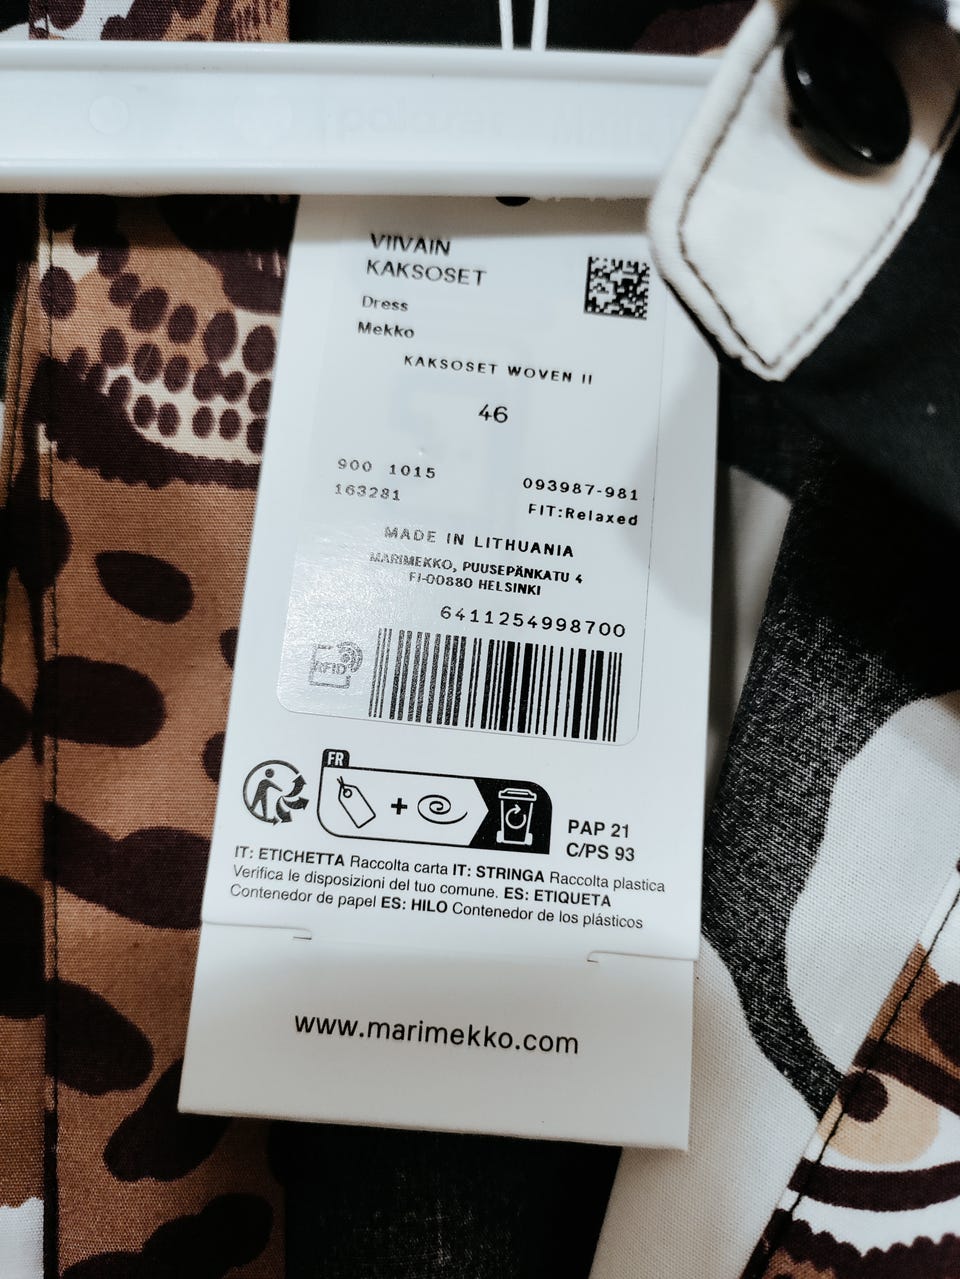 VIIVAIN
KAKSOSET
Dress
Mekko
KAKSOSET WOVEN II
46
900 1015
163281
093987-981
FIT:Relaxed
MADE IN LITHUANIA
MARIMEKKO, PUUSEPÄNKATU 4
FI-00880 HELSINKI
6411254998700
RFID
FR
+
PAP 21
C/PS 93
IT: ETICHETTA Raccolta carta IT: STRINGA Raccolta plastica
Verifica le disposizioni del tuo comune. ES: ETIQUETA
Contenedor de papel ES: HILO Contenedor de los plásticos
www.marimekko.com